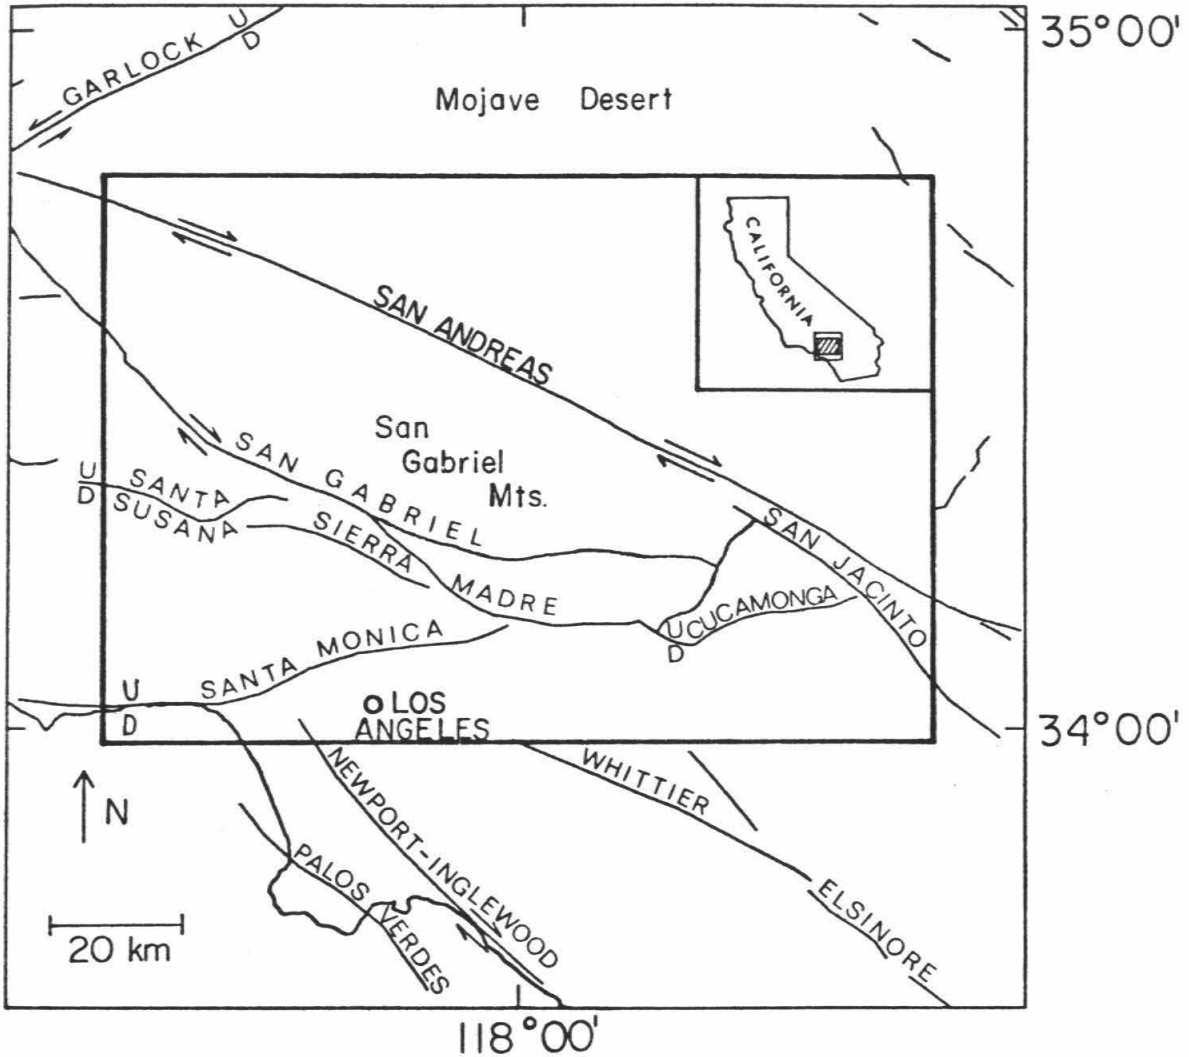 35°00'
U
GARLOCK
D
Mojave Desert
CALIFORNIA
SAN ANDREAS
San
Gabriel
Mts.
SAN GABRIEL
U
D
SANTA
SUSANA
SIERRA MADRE
SAN JACINTO
CUCAMONGA
U
D
SANTA MONICA
U
D
LOS
ANGELES
34°00'
N
NEWPORT-INGLEWOOD
WHITTIER
PALOS VERDES
ELSINORE
20 km
118°00'